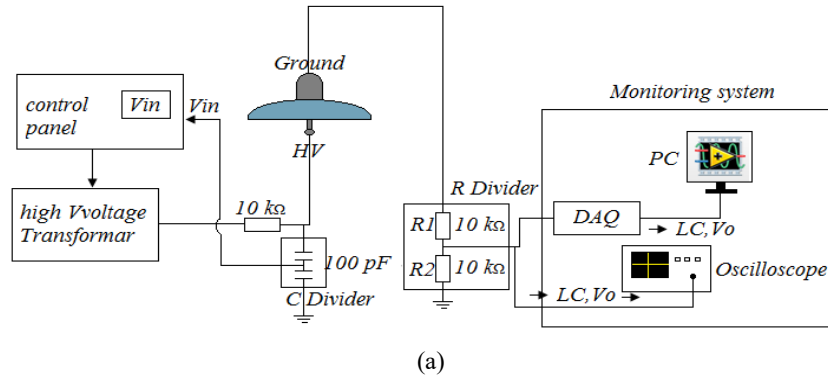 Ground
control
panel
Vin
Vin
HV
high Vvoltage
Transformar
10 kΩ
100 pF
C Divider
R Divider
R1
10 kΩ
R2
10 kΩ
Monitoring system
PC
DAQ
LC,Vo
Oscilloscope
LC,Vo
(a)